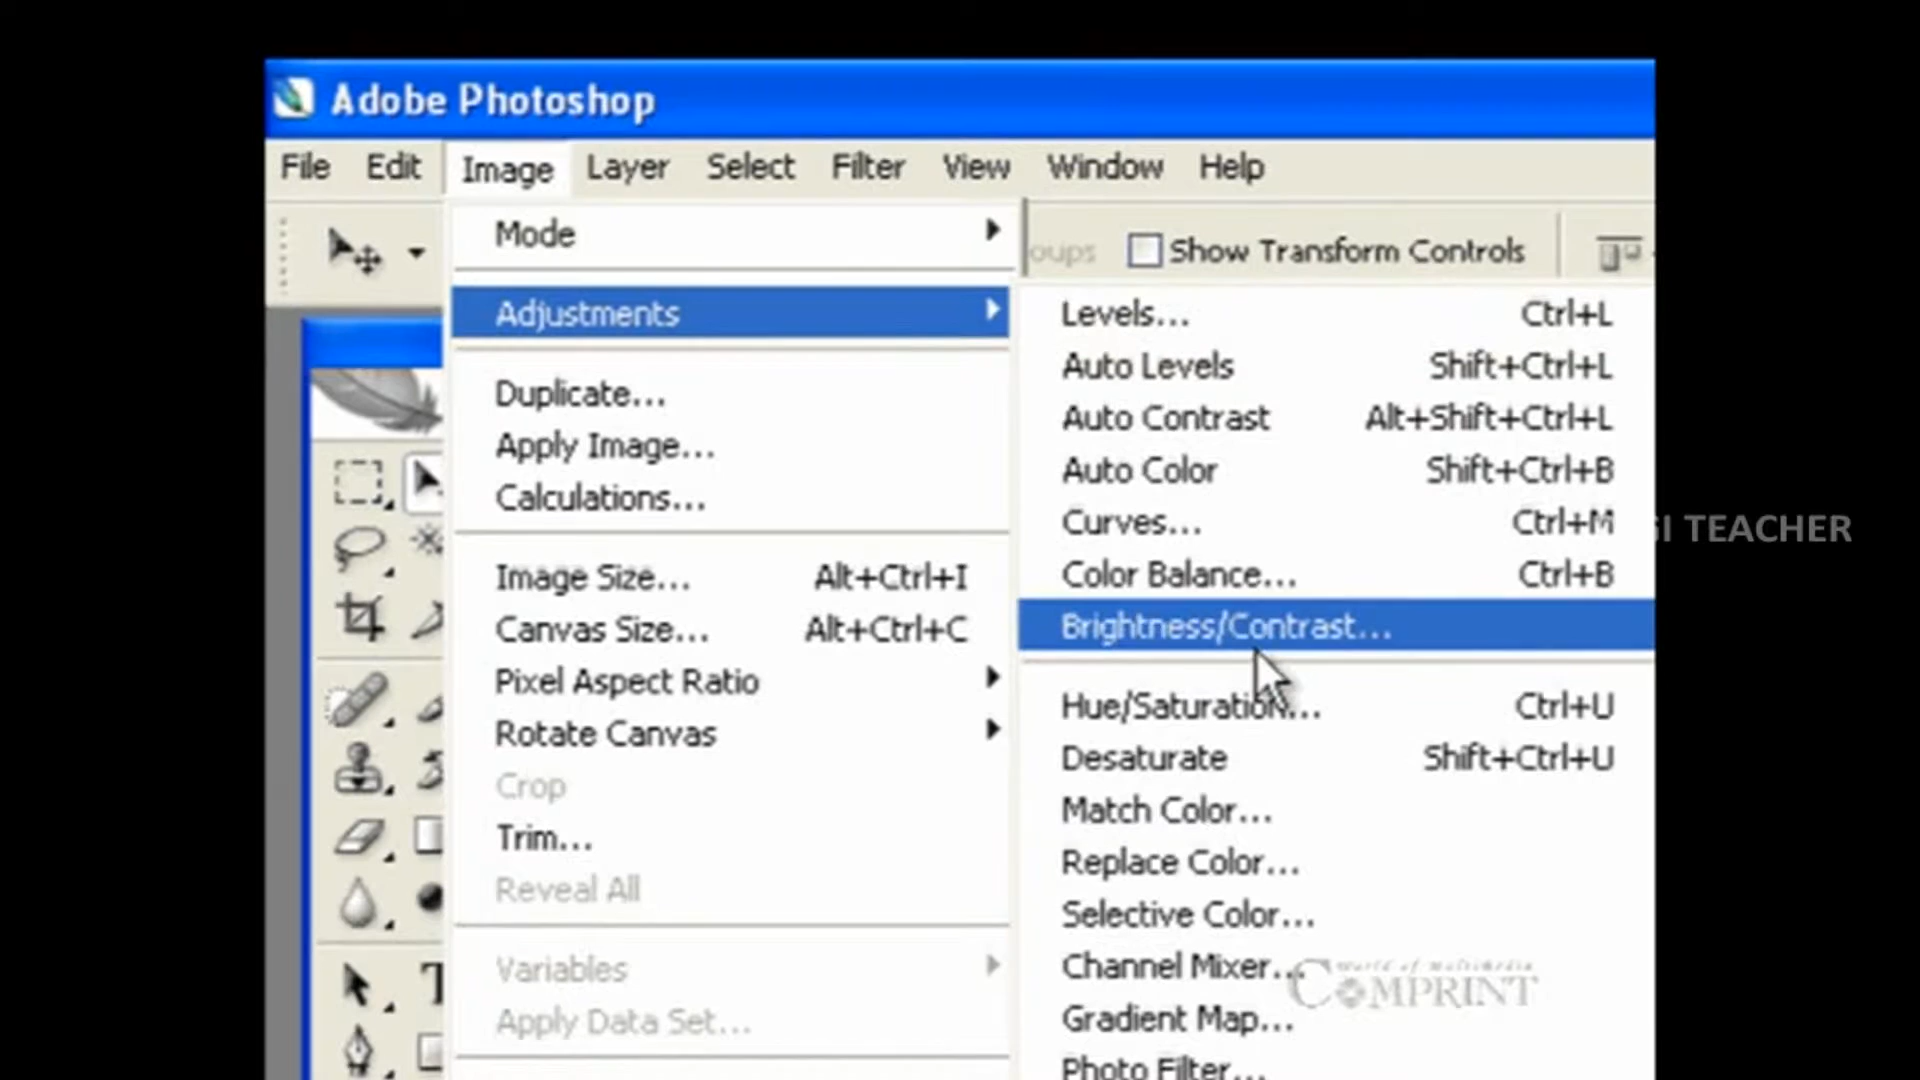 Adobe Photoshop
File Edit Image Layer Select Filter View Window Help
Mode
Show Transform Controls
Adjustments
Duplicate...
Apply Image...
Calculations...
Image Size... Alt+Ctrl+I
Canvas Size... Alt+Ctrl+C
Pixel Aspect Ratio
Rotate Canvas
Crop
Trim...
Reveal All
Variables
Apply Data Set...
Levels... Ctrl+L
Auto Levels Shift+Ctrl+L
Auto Contrast Alt+Shift+Ctrl+L
Auto Color Shift+Ctrl+B
Curves... Ctrl+M
Color Balance... Ctrl+B
Brightness/Contrast...
Hue/Saturation... Ctrl+U
Desaturate Shift+Ctrl+U
Match Color...
Replace Color...
Selective Color...
Channel Mixer...
Gradient Map...
Photo Filter...
TEACHER
World of Multimedia
COMPRINT